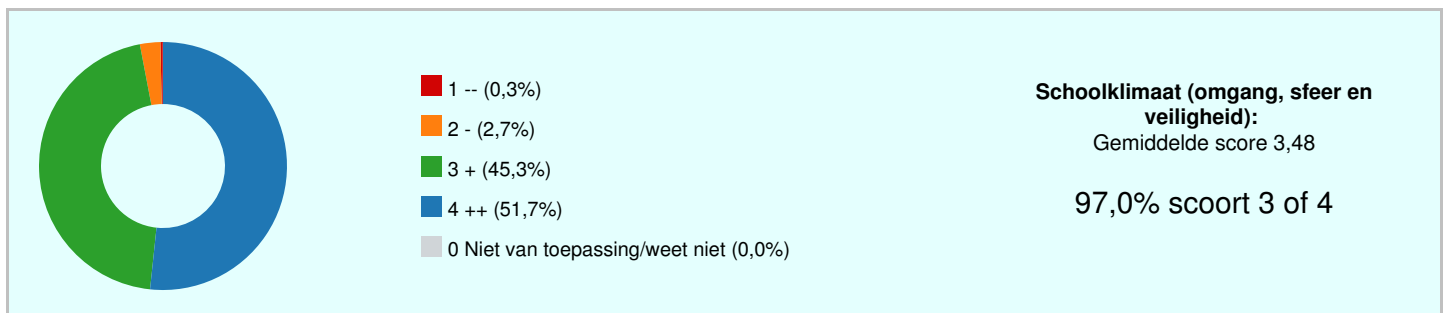 1 -- (0,3%)
2 - (2,7%)
3 + (45,3%)
4 ++ (51,7%)
0 Niet van toepassing/weet niet (0,0%)
Schoolklimaat (omgang, sfeer en
veiligheid):
Gemiddelde score 3,48
97,0% scoort 3 of 4